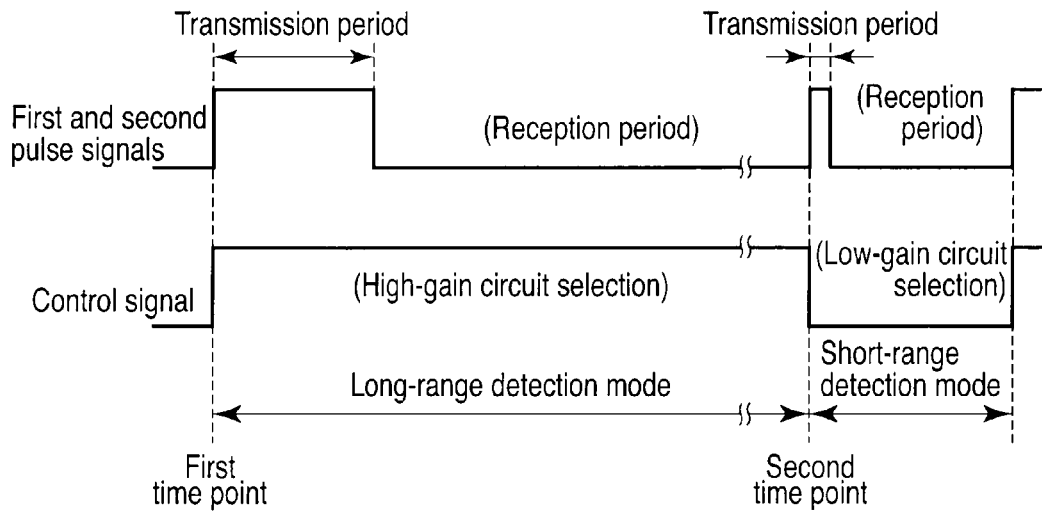 Transmission period
Transmission period
First and second
pulse signals
(Reception period)
(Reception
period)
Control signal
(High-gain circuit selection)
(Low-gain circuit
selection)
Long-range detection mode
Short-range
detection mode
First
time point
Second
time point